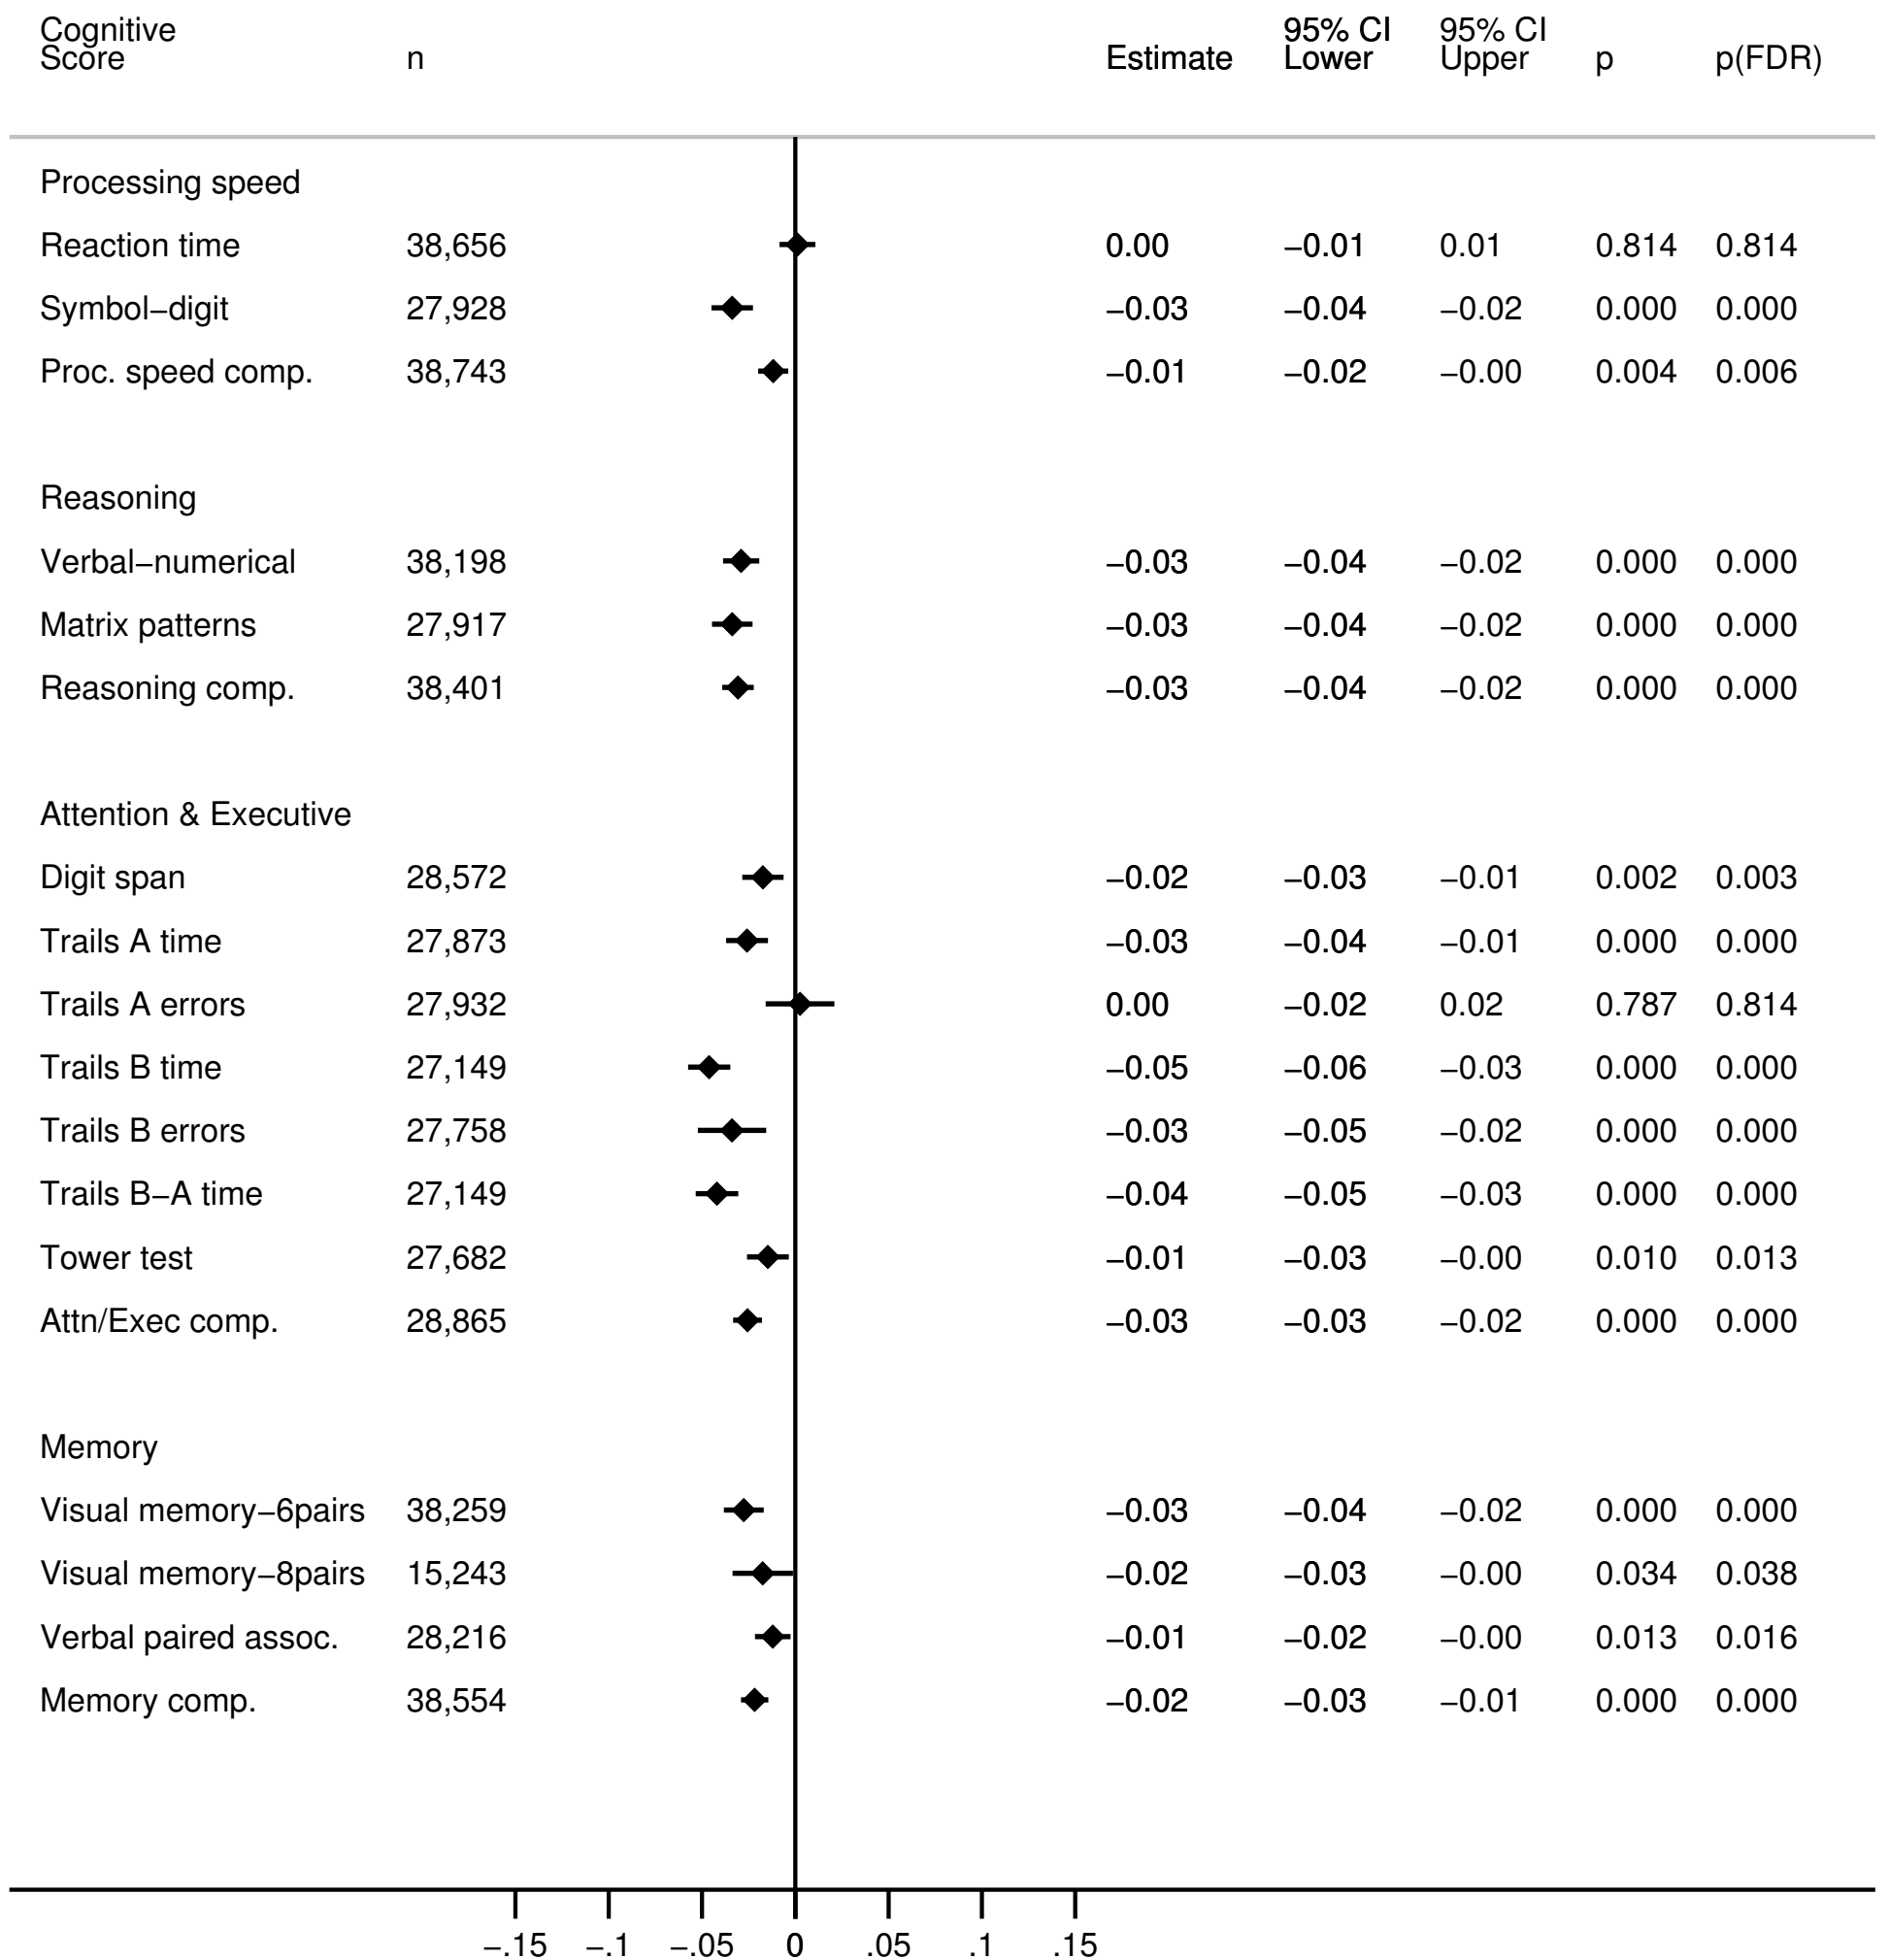 Cognitive Score n Estimate 95% CI Lower 95% CI Upper p p(FDR)
Processing speed
Reaction time 38,656 0.00 −0.01 0.01 0.814 0.814
Symbol−digit 27,928 −0.03 −0.04 −0.02 0.000 0.000
Proc. speed comp. 38,743 −0.01 −0.02 −0.00 0.004 0.006
Reasoning
Verbal−numerical 38,198 −0.03 −0.04 −0.02 0.000 0.000
Matrix patterns 27,917 −0.03 −0.04 −0.02 0.000 0.000
Reasoning comp. 38,401 −0.03 −0.04 −0.02 0.000 0.000
Attention & Executive
Digit span 28,572 −0.02 −0.03 −0.01 0.002 0.003
Trails A time 27,873 −0.03 −0.04 −0.01 0.000 0.000
Trails A errors 27,932 0.00 −0.02 0.02 0.787 0.814
Trails B time 27,149 −0.05 −0.06 −0.03 0.000 0.000
Trails B errors 27,758 −0.03 −0.05 −0.02 0.000 0.000
Trails B−A time 27,149 −0.04 −0.05 −0.03 0.000 0.000
Tower test 27,682 −0.01 −0.03 −0.00 0.010 0.013
Attn/Exec comp. 28,865 −0.03 −0.03 −0.02 0.000 0.000
Memory
Visual memory−6pairs 38,259 −0.03 −0.04 −0.02 0.000 0.000
Visual memory−8pairs 15,243 −0.02 −0.03 −0.00 0.034 0.038
Verbal paired assoc. 28,216 −0.01 −0.02 −0.00 0.013 0.016
Memory comp. 38,554 −0.02 −0.03 −0.01 0.000 0.000
−.15 −.1 −.05 0 .05 .1 .15